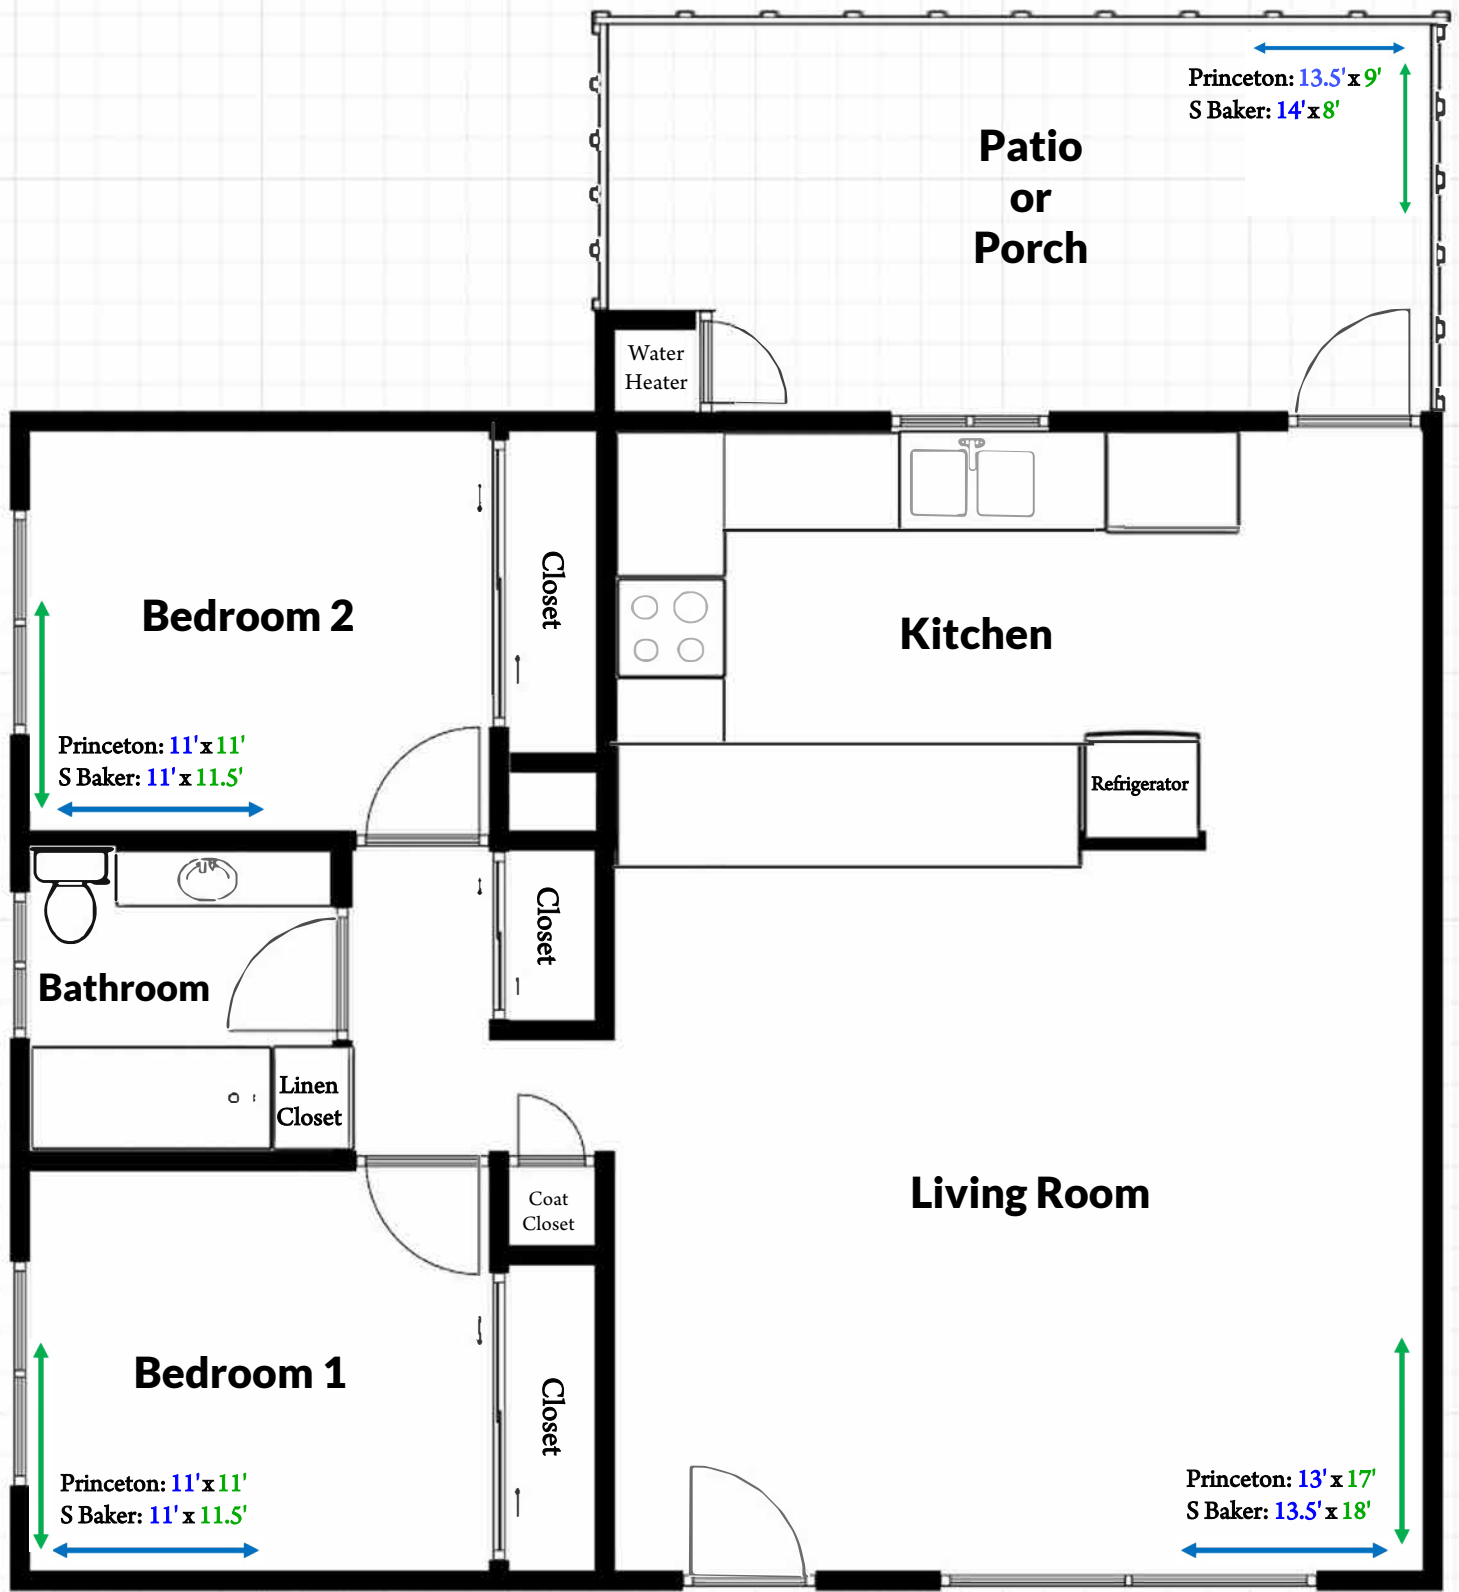 Princeton: 13.5' x 9'
S Baker: 14' x 8'
Patio
or
Porch
Water
Heater
Closet
Bedroom 2
Kitchen
Princeton: 11' x 11'
S Baker: 11' x 11.5'
Refrigerator
Closet
Bathroom
Linen
Closet
Coat
Closet
Living Room
Bedroom 1
Closet
Princeton: 11' x 11'
S Baker: 11' x 11.5'
Princeton: 13' x 17'
S Baker: 13.5' x 18'